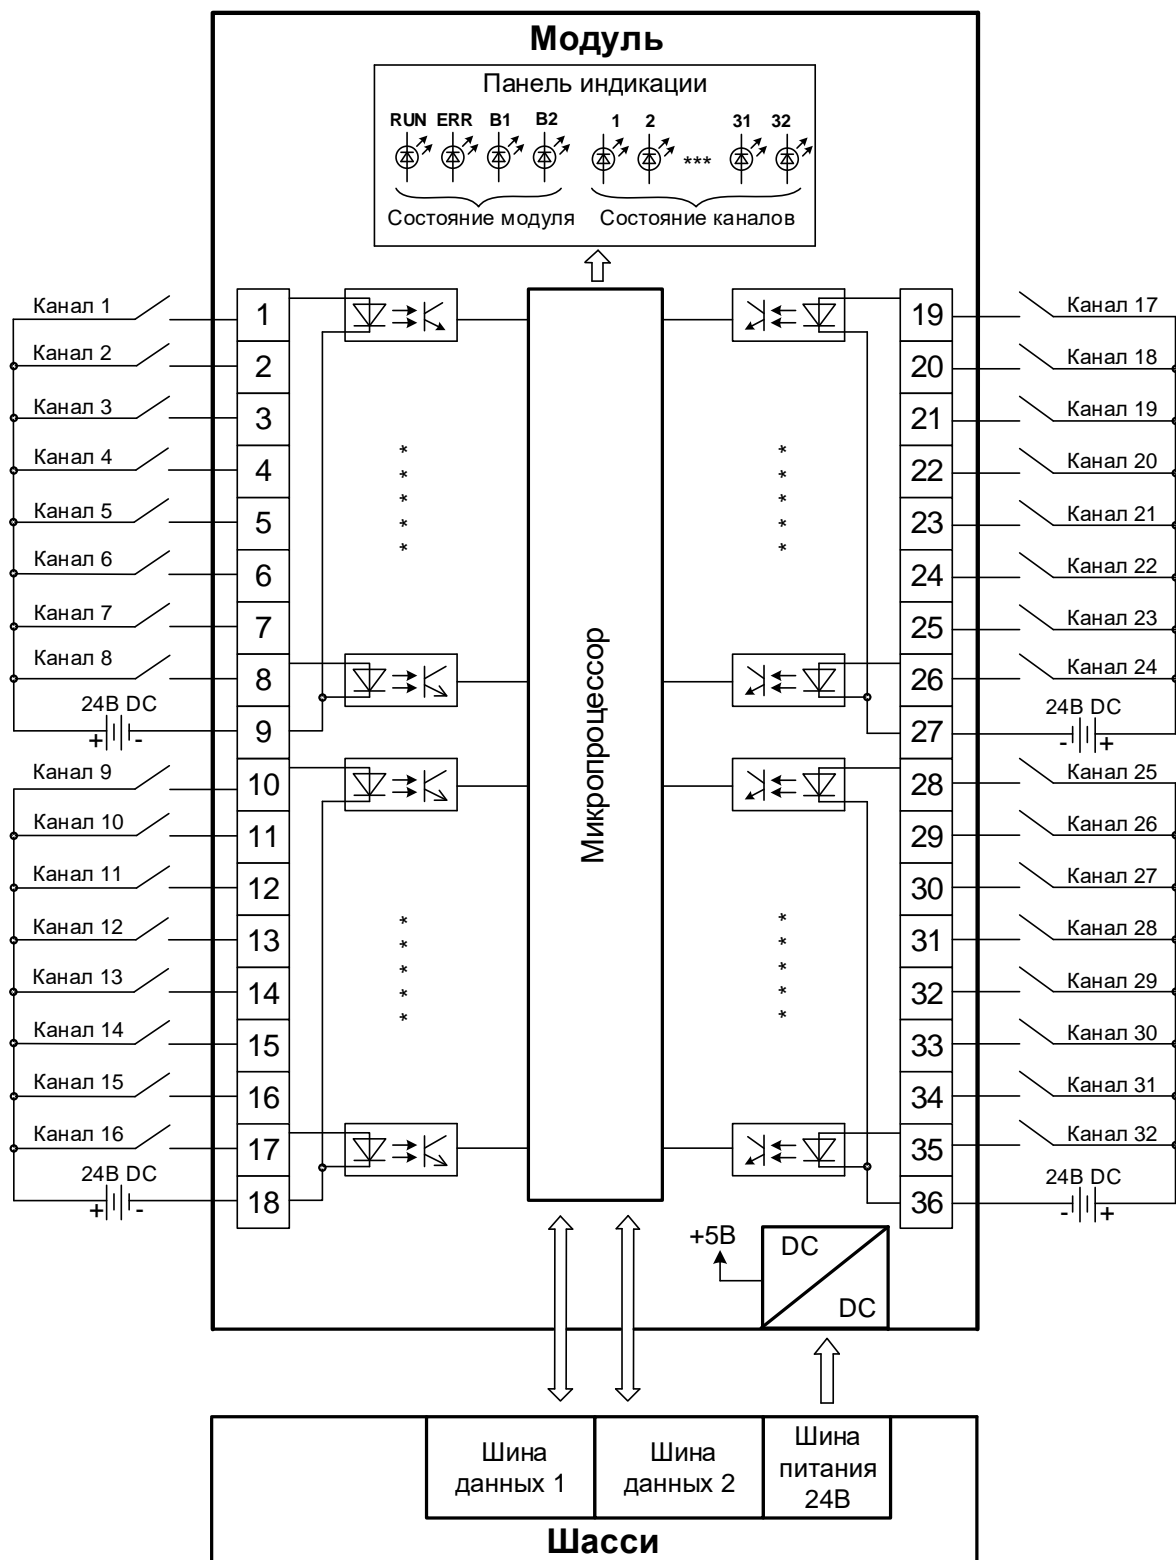 Модуль
Панель индикации
RUN ERR B1 B2 1 2 31 32
***
Состояние модуля Состояние каналов
Канал 1 1 19 Канал 17
Канал 2 2 20 Канал 18
Канал 3 3 21 Канал 19
Канал 4 4 22 Канал 20
Канал 5 5 23 Канал 21
Канал 6 6 24 Канал 22
Канал 7 7 25 Канал 23
Канал 8 8 26 Канал 24
24В DC 24В DC
+ - 9 27 - +
Микропроцессор
Канал 9 10 28 Канал 25
Канал 10 11 29 Канал 26
Канал 11 12 30 Канал 27
Канал 12 13 31 Канал 28
Канал 13 14 32 Канал 29
Канал 14 15 33 Канал 30
Канал 15 16 34 Канал 31
Канал 16 17 35 Канал 32
24В DC 24В DC
+ - 18 36 - +
+5В DC
DC
Шина данных 1
Шина данных 2
Шина питания 24В
Шасси